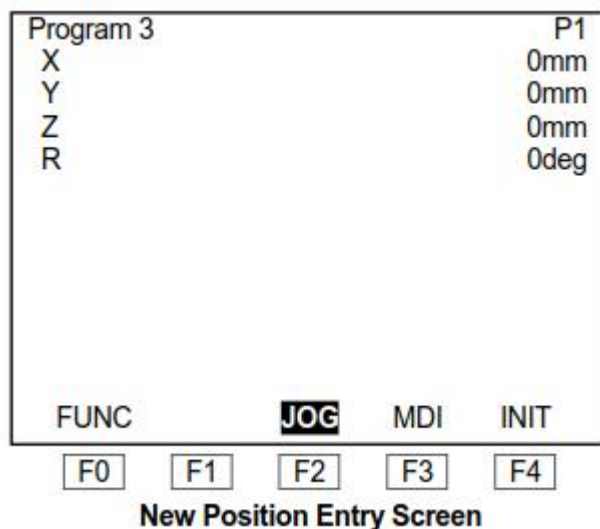 Program 3 P1
X 0mm
Y 0mm
Z 0mm
R 0deg
FUNC JOG MDI INIT
F0 F1 F2 F3 F4
New Position Entry Screen